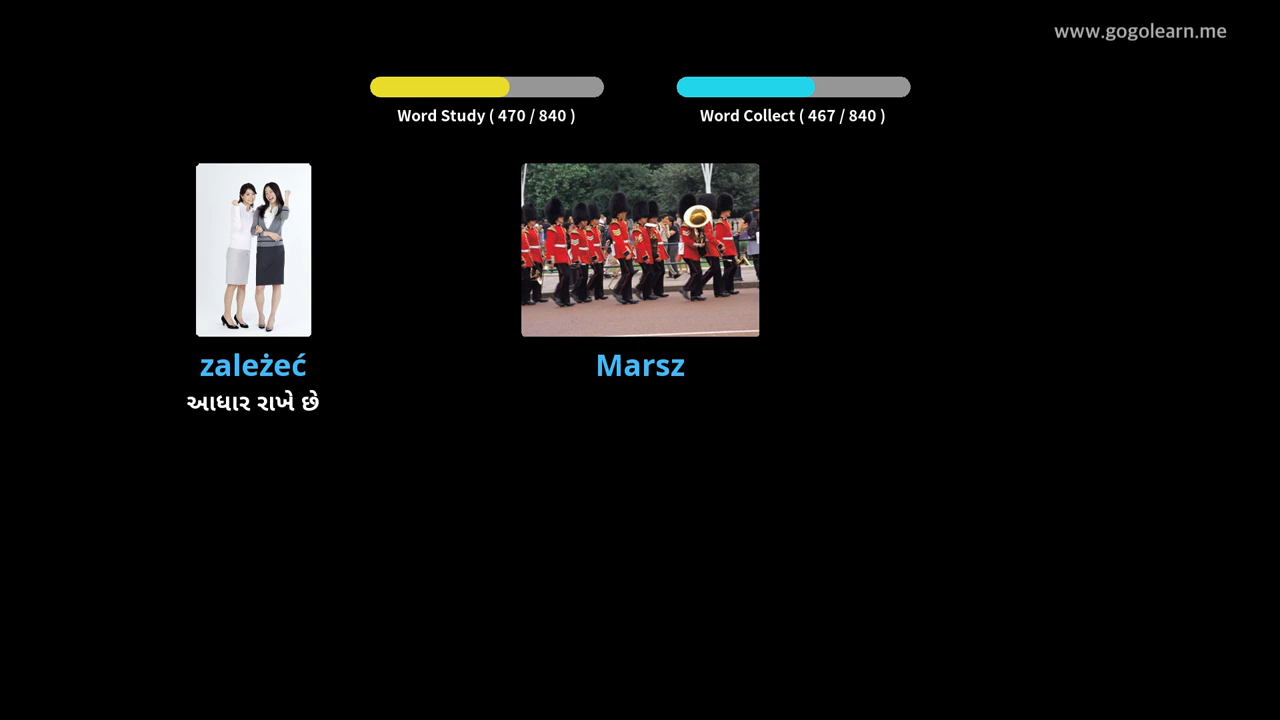 www.gogolearn.me
Word Study ( 470 / 840 )
Word Collect ( 467 / 840 )
zależeć
આધાર રાખે છે
Marsz